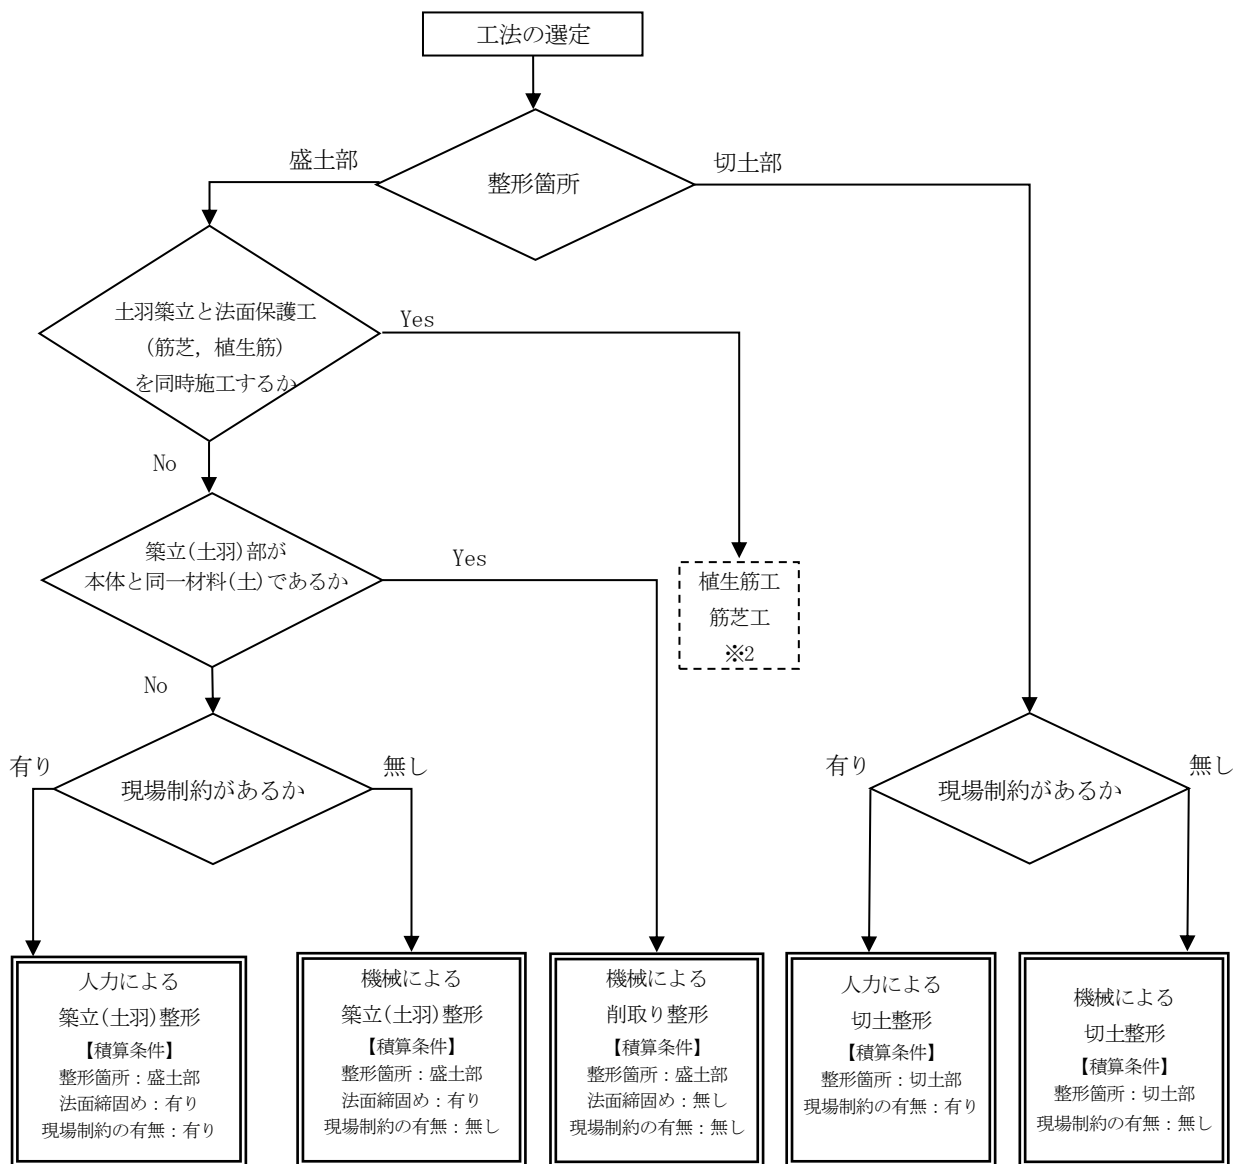 工法の選定
盛土部
切土部
整形箇所
土羽築立と法面保護工
(筋芝，植生筋)
を同時施工するか
Yes
No
築立(土羽)部が
本体と同一材料(土)であるか
Yes
植生筋工
筋芝工
※2
No
有り
現場制約があるか
無し
有り
現場制約があるか
無し
人力による
築立(土羽)整形
【積算条件】
整形箇所：盛土部
法面締固め：有り
現場制約の有無：有り
機械による
築立(土羽)整形
【積算条件】
整形箇所：盛土部
法面締固め：有り
現場制約の有無：無し
機械による
削取り整形
【積算条件】
整形箇所：盛土部
法面締固め：無し
現場制約の有無：無し
人力による
切土整形
【積算条件】
整形箇所：切土部
現場制約の有無：有り
機械による
切土整形
【積算条件】
整形箇所：切土部
現場制約の有無：無し